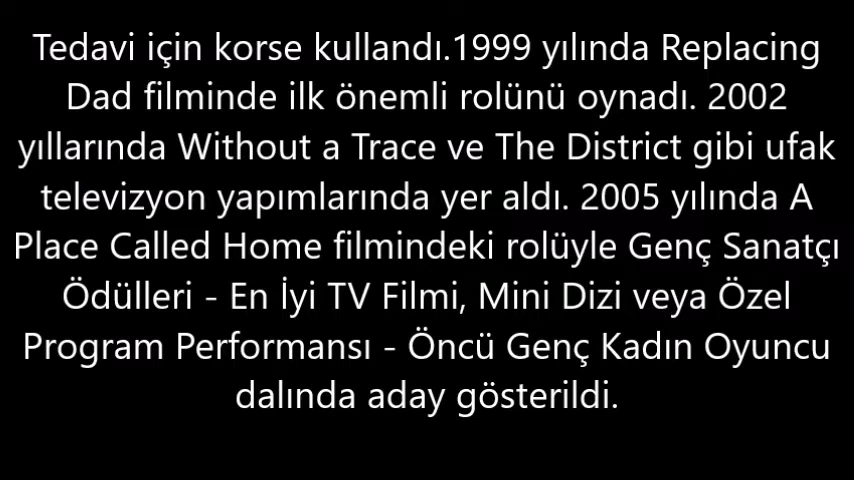 Tedavi için korse kullandı.1999 yılında Replacing
Dad filminde ilk önemli rolünü oynadı. 2002
yıllarında Without a Trace ve The District gibi ufak
televizyon yapımlarında yer aldı. 2005 yılında A
Place Called Home filmindeki rolüyle Genç Sanatçı
Ödülleri - En İyi TV Filmi, Mini Dizi veya Özel
Program Performansı - Öncü Genç Kadın Oyuncu
dalında aday gösterildi.